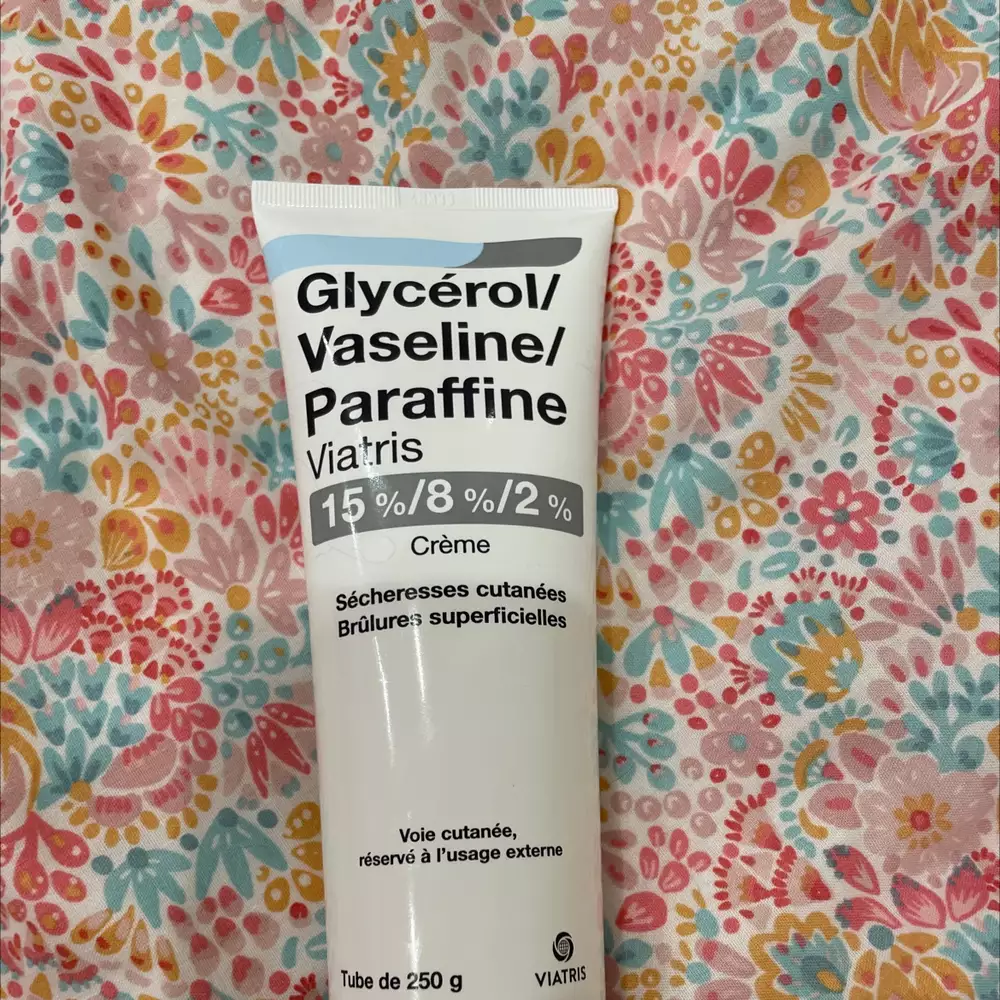 Glycérol/
Vaseline/
Paraffine
Viatris
15 %/8 %/2 %
Crème
Sécheresses cutanées
Brûlures superficielles
Voie cutanée,
réservé à l'usage externe
Tube de 250 g
VIATRIS